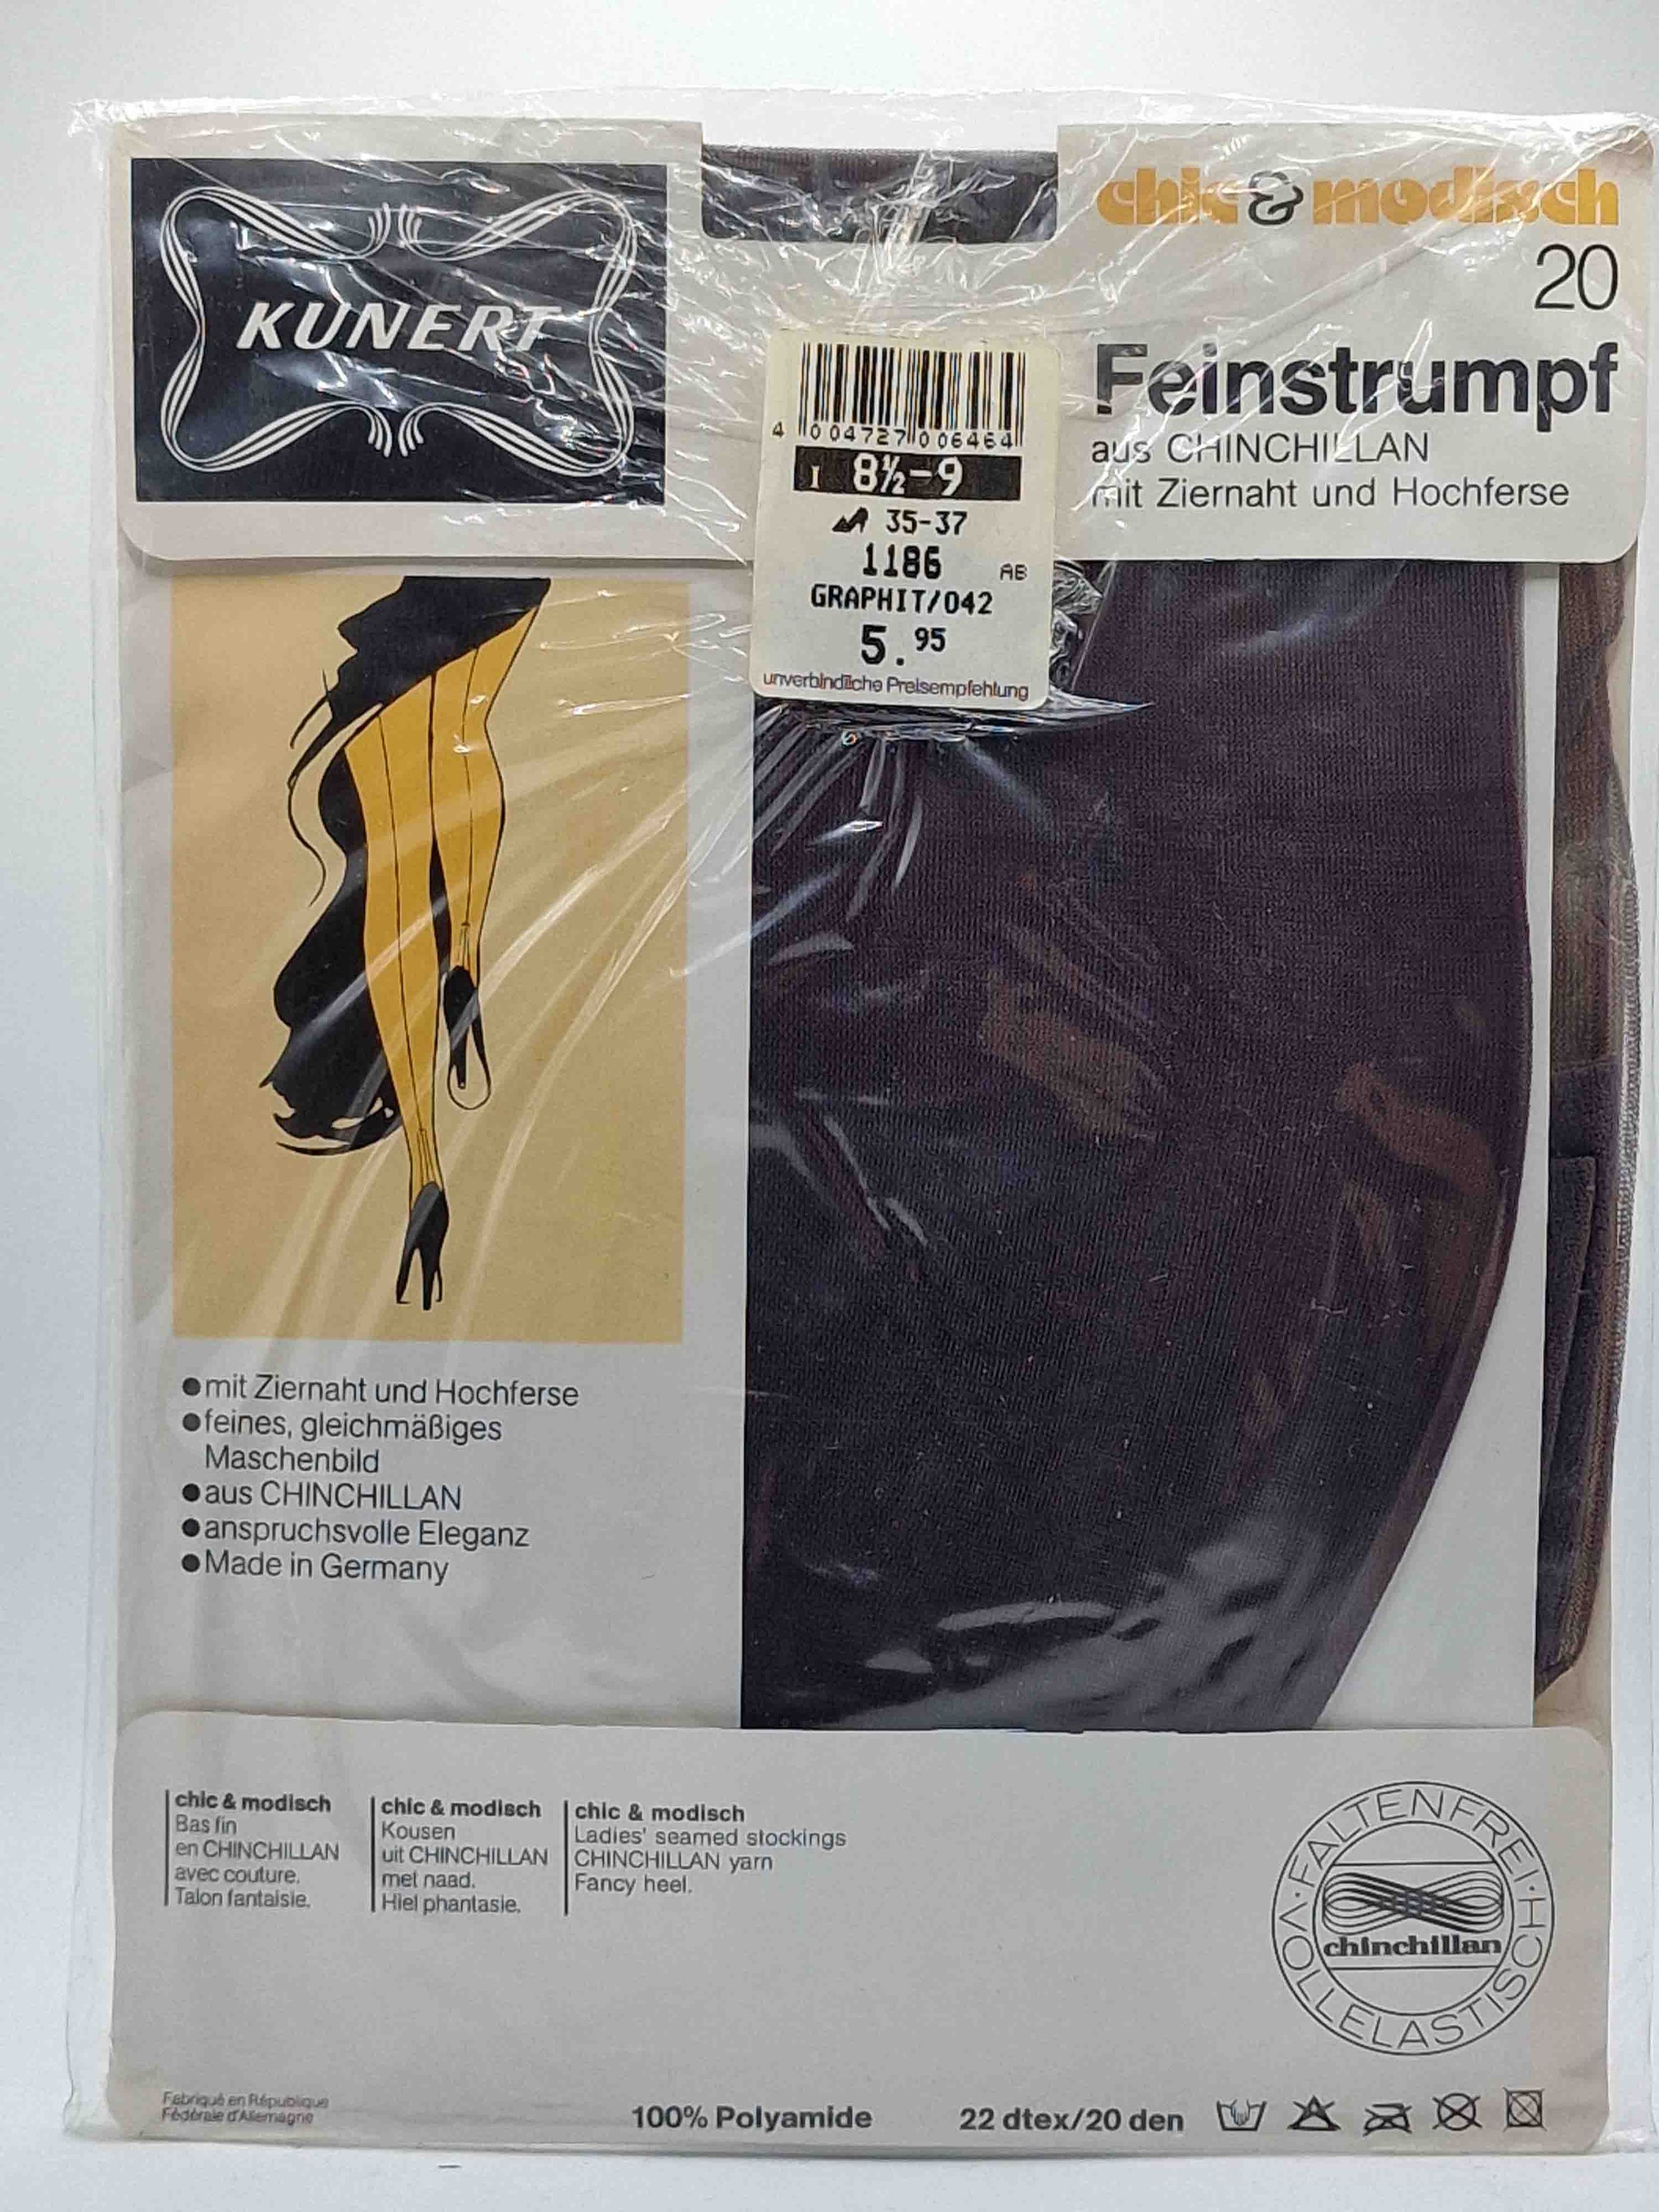 KUNERT
chic & modisch
20
Feinstrumpf
aus CHINCHILLAN
mit Ziernaht und Hochferse
4 004727 006464
I 8½-9
35-37
1186 AB
GRAPHIT/042
5.95
unverbindliche Preisempfehlung
● mit Ziernaht und Hochferse
● feines, gleichmäßiges
Maschenbild
● aus CHINCHILLAN
● anspruchsvolle Eleganz
● Made in Germany
chic & modisch
Bas fin
en CHINCHILLAN
avec couture.
Talon fantaisie.
chic & modisch
Kousen
uit CHINCHILLAN
met naad.
Hiel phantasie.
chic & modisch
Ladies' seamed stockings
CHINCHILLAN yarn
Fancy heel.
· FALTENFREI · HOCH
VOLLELASTISCH
chinchillan
Fabriqué en République
Fédérale d'Allemagne
100% Polyamide
22 dtex/20 den